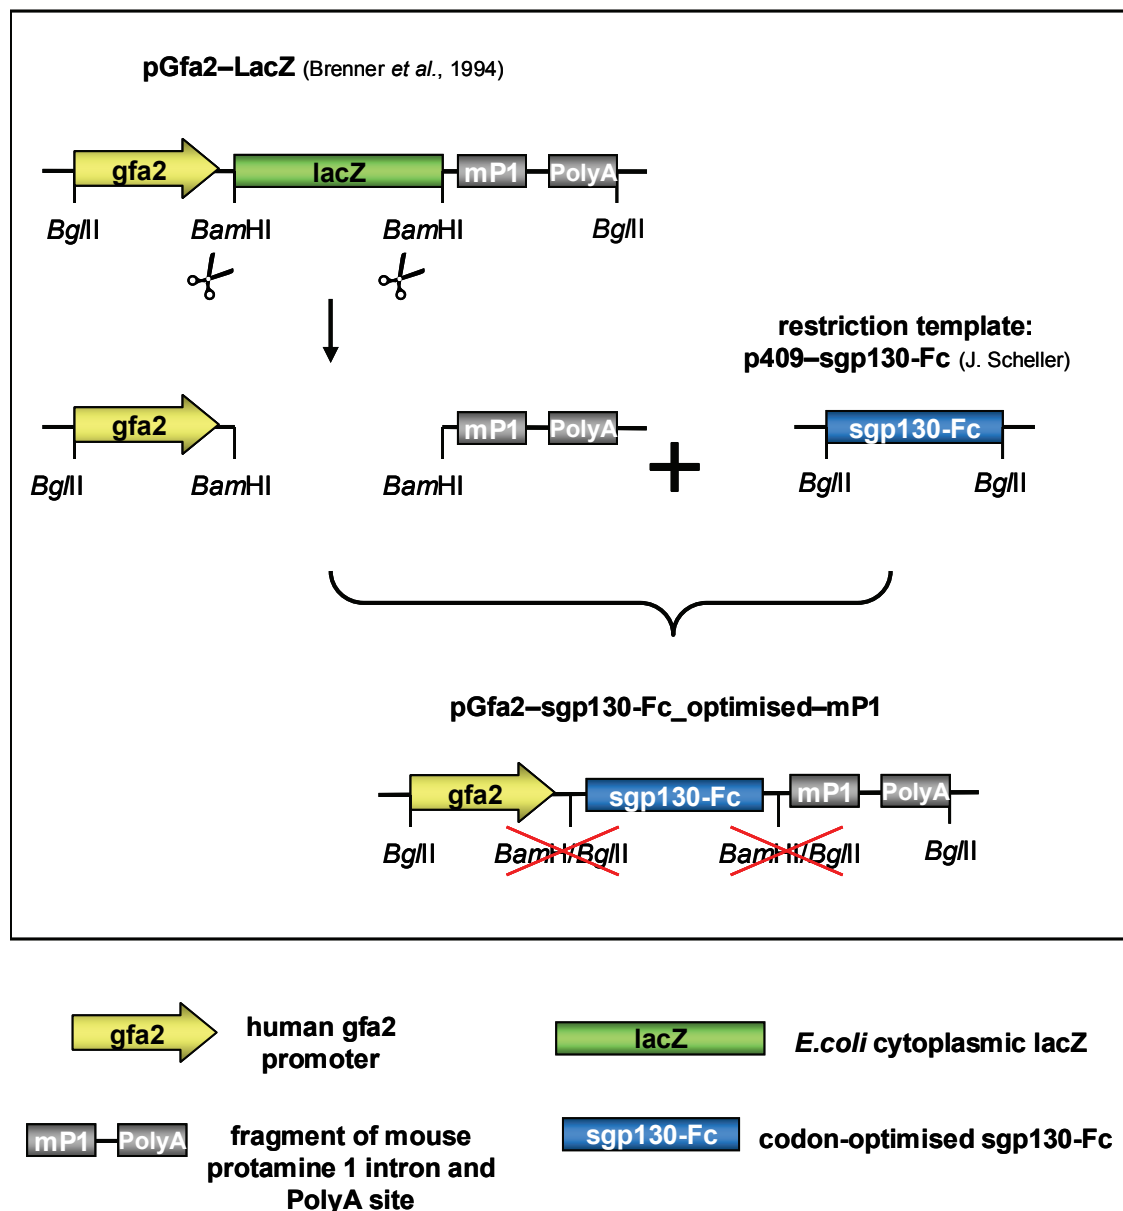 pGfa2–LacZ (Brenner et al., 1994)
gfa2 lacZ mP1 PolyA
BglII BamHI BamHI BglII
restriction template:
p409–sgp130-Fc (J. Scheller)
gfa2 mP1 PolyA sgp130-Fc
BglII BamHI BamHI BglII BglII
pGfa2–sgp130-Fc_optimised–mP1
gfa2 sgp130-Fc mP1 PolyA
BglII BamH/BglII BamHI/BglII BglII
gfa2 human gfa2
promoter
lacZ E.coli cytoplasmic lacZ
mP1 PolyA fragment of mouse
protamine 1 intron and
PolyA site
sgp130-Fc codon-optimised sgp130-Fc